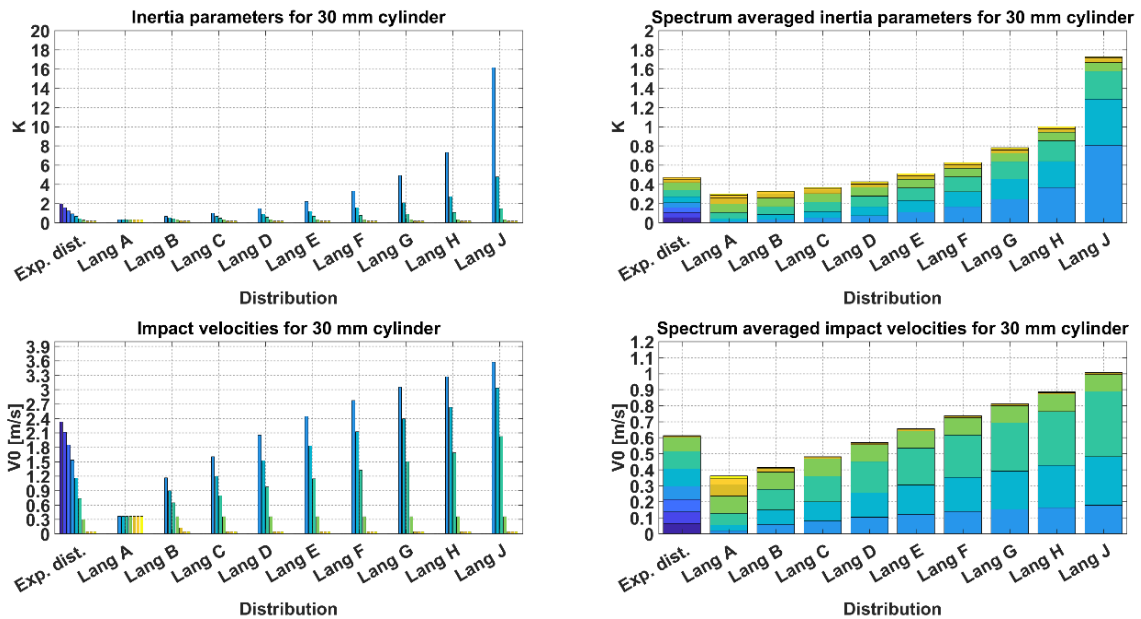 Inertia parameters for 30 mm cylinder
20
18
16
14
12
10
8
6
4
2
0
K
Exp. dist.
Lang A
Lang B
Lang C
Lang D
Lang E
Lang F
Lang G
Lang H
Lang J
Distribution
Spectrum averaged inertia parameters for 30 mm cylinder
2
1.8
1.6
1.4
1.2
1
0.8
0.6
0.4
0.2
0
K
Exp. dist.
Lang A
Lang B
Lang C
Lang D
Lang E
Lang F
Lang G
Lang H
Lang J
Distribution
Impact velocities for 30 mm cylinder
3.9
3.6
3.3
3
2.7
2.4
2.1
1.8
1.5
1.2
0.9
0.6
0.3
0
V0 [m/s]
Exp. dist.
Lang A
Lang B
Lang C
Lang D
Lang E
Lang F
Lang G
Lang H
Lang J
Distribution
Spectrum averaged impact velocities for 30 mm cylinder
1.2
1.1
1
0.9
0.8
0.7
0.6
0.5
0.4
0.3
0.2
0.1
0
V0 [m/s]
Exp. dist.
Lang A
Lang B
Lang C
Lang D
Lang E
Lang F
Lang G
Lang H
Lang J
Distribution